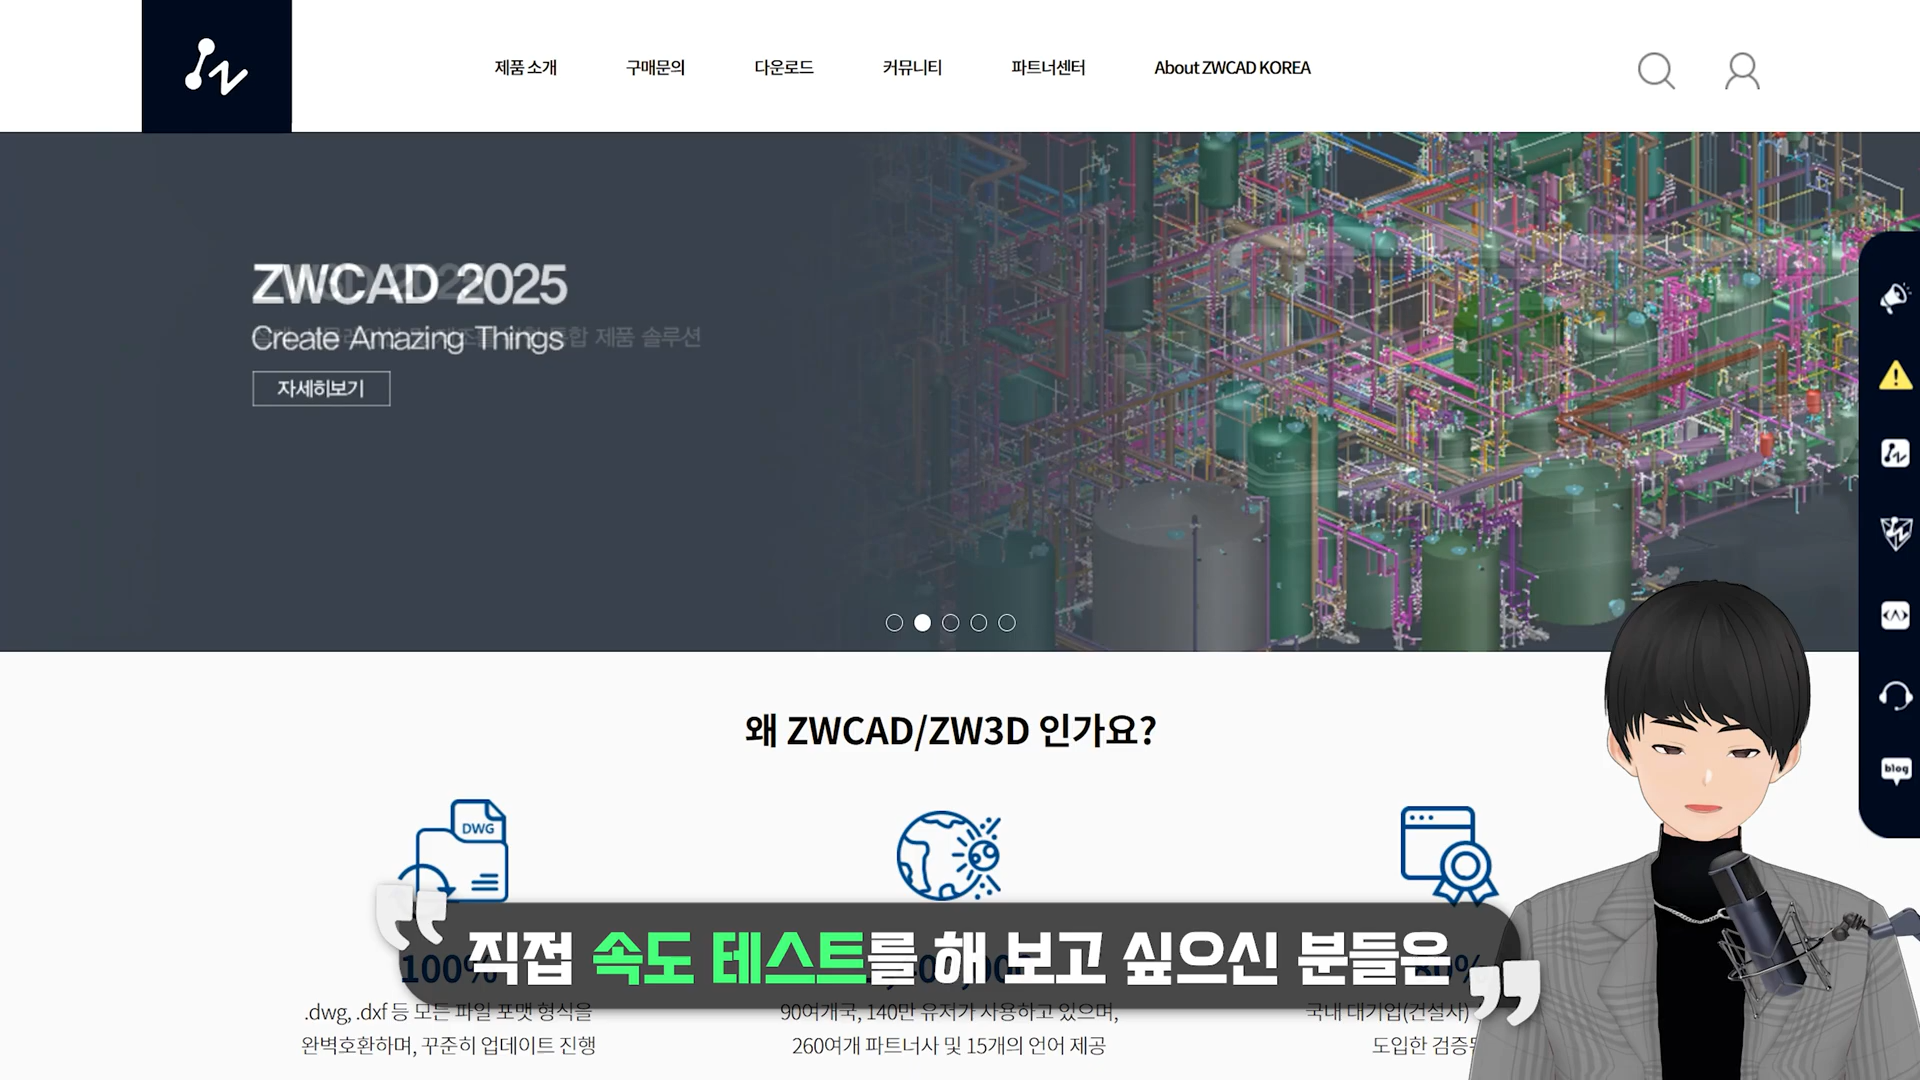 제품 소개
구매문의
다운로드
커뮤니티
파트너센터
About ZWCAD KOREA
ZWCAD 2025
Create Amazing Things
제품 솔루션
자세히보기
blog
왜 ZWCAD/ZW3D 인가요?
DWG
100%
직접 속도 테스트를 해 보고 싶으신 분들은
.dwg, .dxf 등 모든 파일 포맷 형식을
완벽호환하며, 꾸준히 업데이트 진행
90여개국, 140만 유저가 사용하고 있으며,
260여개 파트너사 및 15개의 언어 제공
국내 대기업(건설사)
도입한